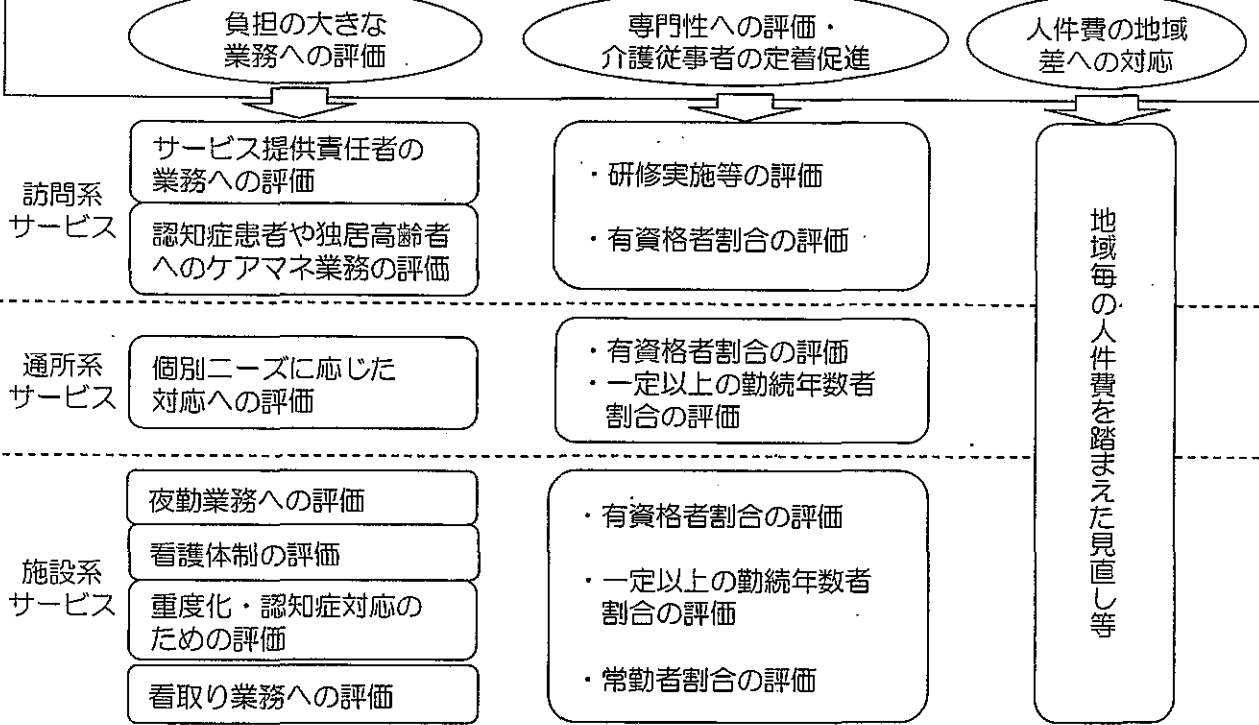 負担の大きな
業務への評価
専門性への評価・
介護従事者の定着促進
人件費の地域
差への対応
訪問系
サービス
サービス提供責任者の
業務への評価
認知症患者や独居高齢者
へのケアマネ業務の評価
・研修実施等の評価
・有資格者割合の評価
通所系
サービス
個別ニーズに応じた
対応への評価
・有資格者割合の評価
・一定以上の勤続年数者
割合の評価
施設系
サービス
夜勤業務への評価
看護体制の評価
重度化・認知症対応の
ための評価
看取り業務への評価
・有資格者割合の評価
・一定以上の勤続年数者
割合の評価
・常勤者割合の評価
地域毎の人件費を踏まえた見直し等